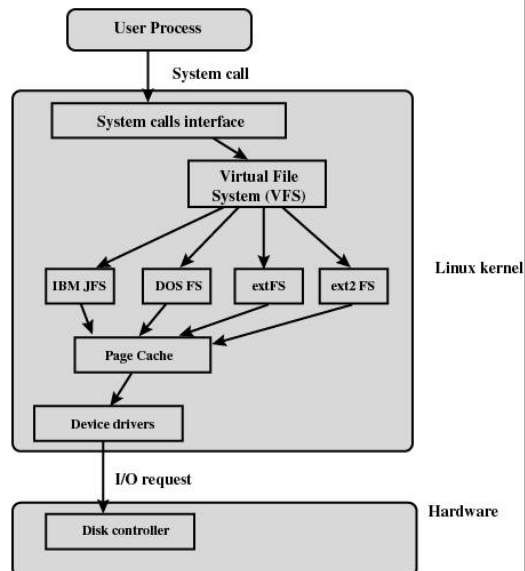 User Process
System call
System calls interface
Virtual File
System (VFS)
Linux kernel
IBM JFS
DOS FS
extFS
ext2 FS
Page Cache
Device drivers
I/O request
Hardware
Disk controller